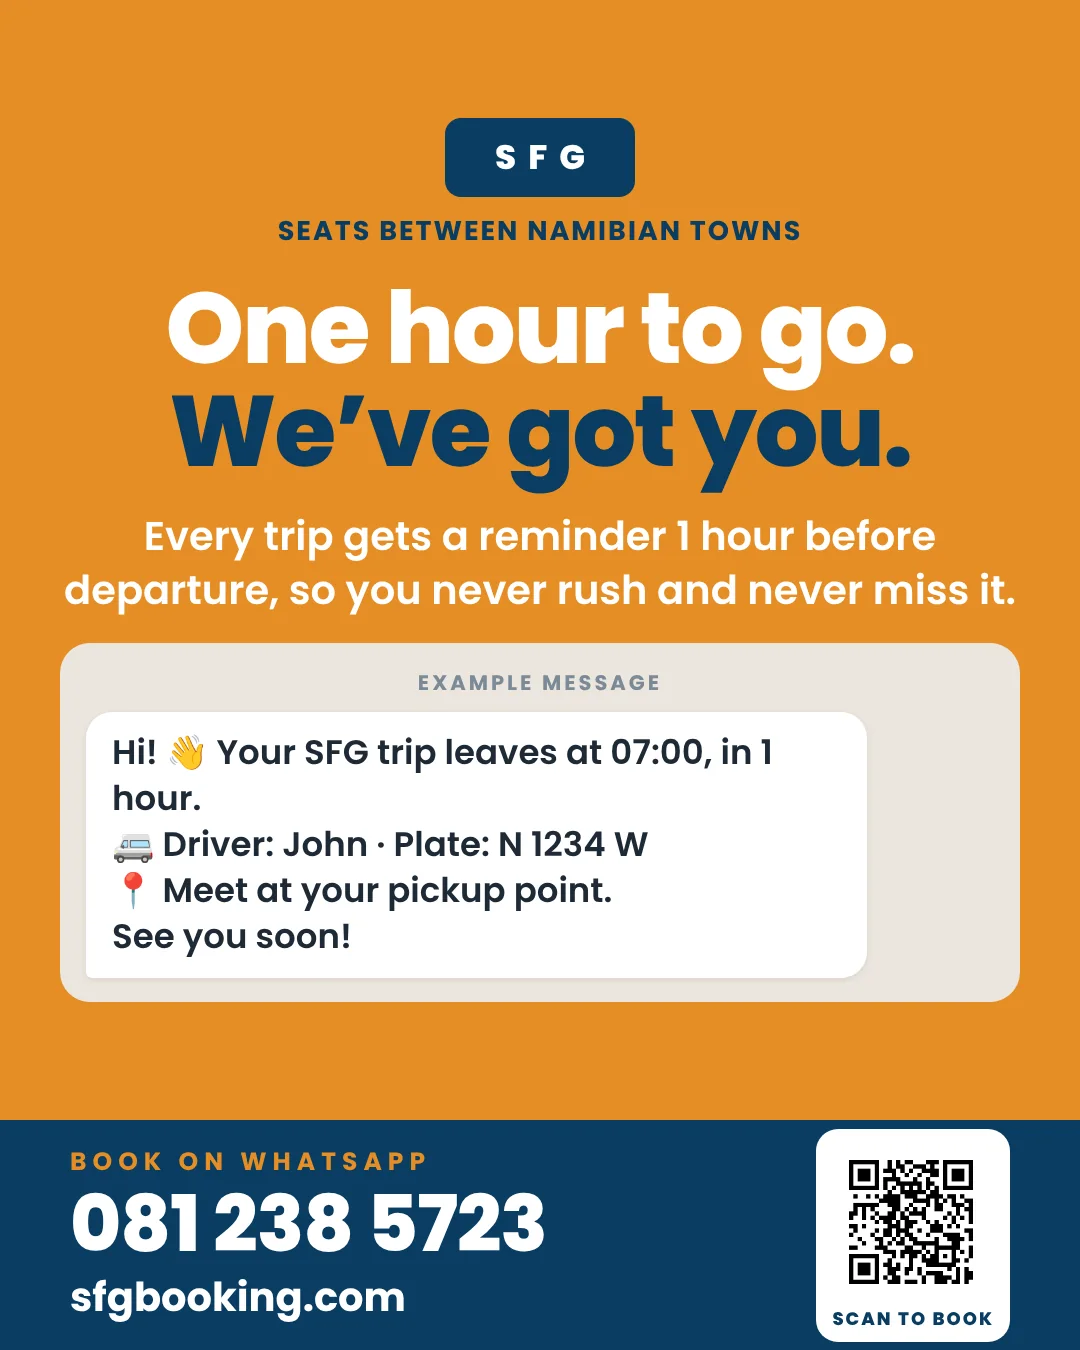 SFG
SEATS BETWEEN NAMIBIAN TOWNS
One hour to go.
We’ve got you.
Every trip gets a reminder 1 hour before
departure, so you never rush and never miss it.
EXAMPLE MESSAGE
Hi! 👋 Your SFG trip leaves at 07:00, in 1
hour.
🚐 Driver: John · Plate: N 1234 W
📍 Meet at your pickup point.
See you soon!
BOOK ON WHATSAPP
081 238 5723
sfgbooking.com
SCAN TO BOOK